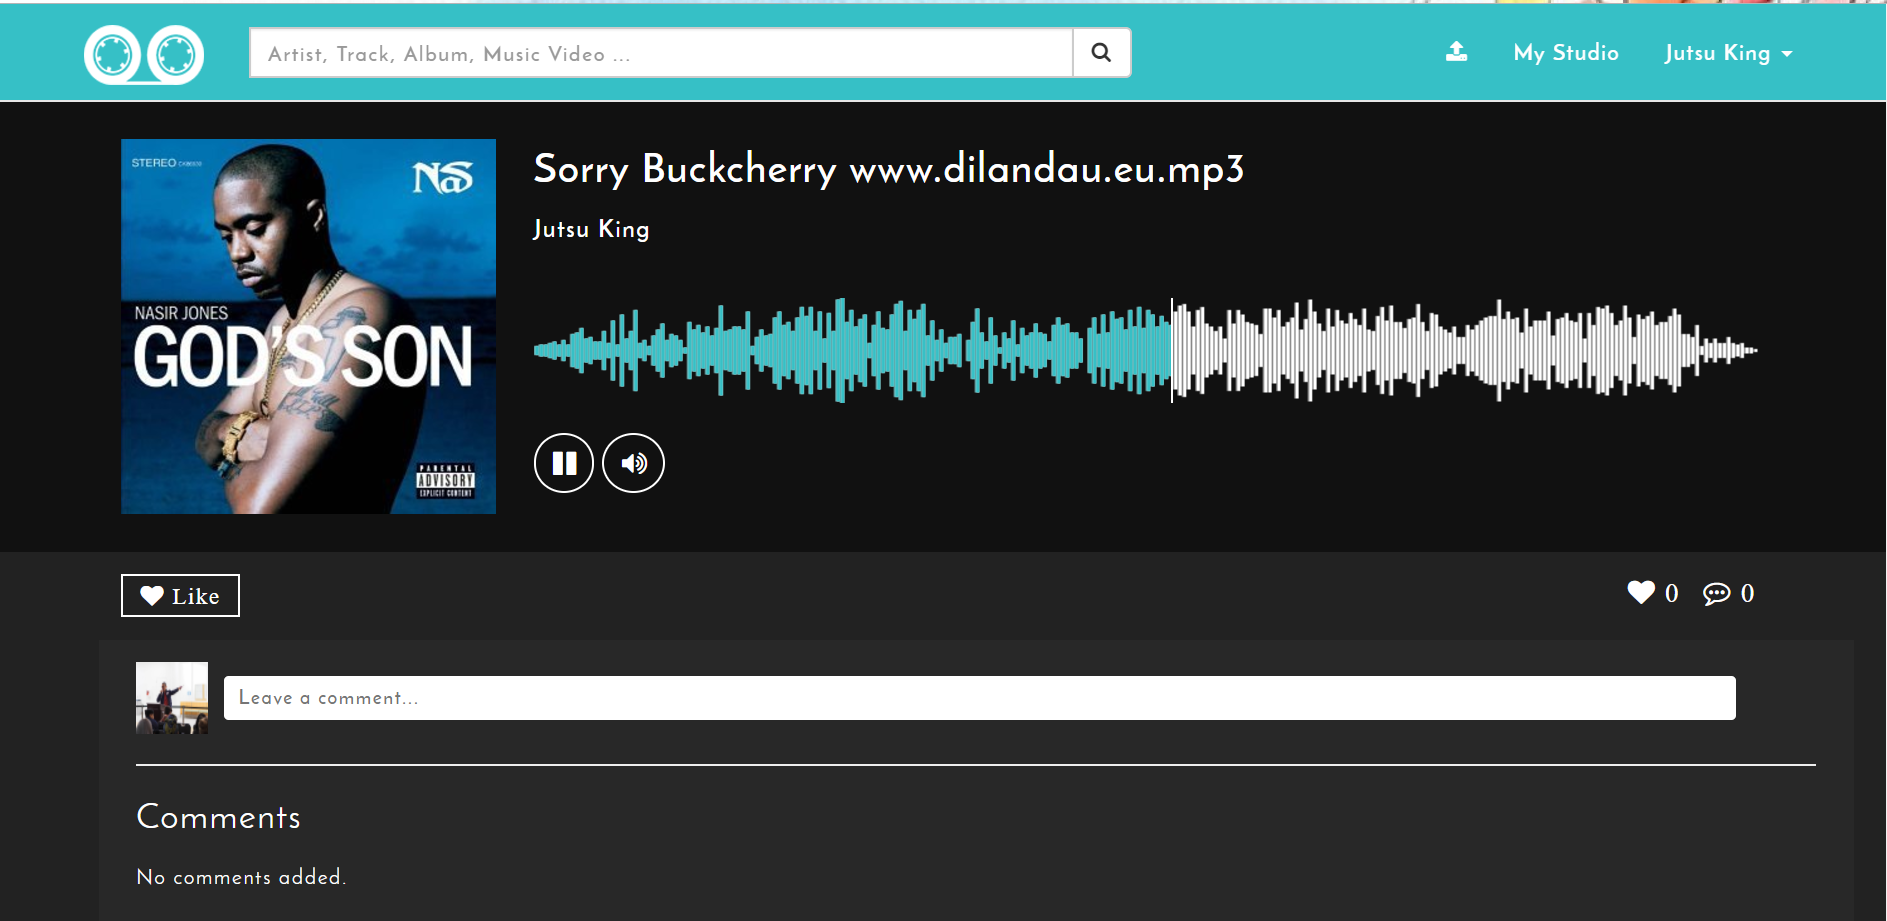 Artist, Track, Album, Music Video ...
My Studio
Jutsu King
STEREO
Nas
NASIR JONES
GOD'S SON
PARENTAL
ADVISORY
EXPLICIT CONTENT
Sorry Buckcherry www.dilandau.eu.mp3
Jutsu King
Like
0
0
Leave a comment...
Comments
No comments added.